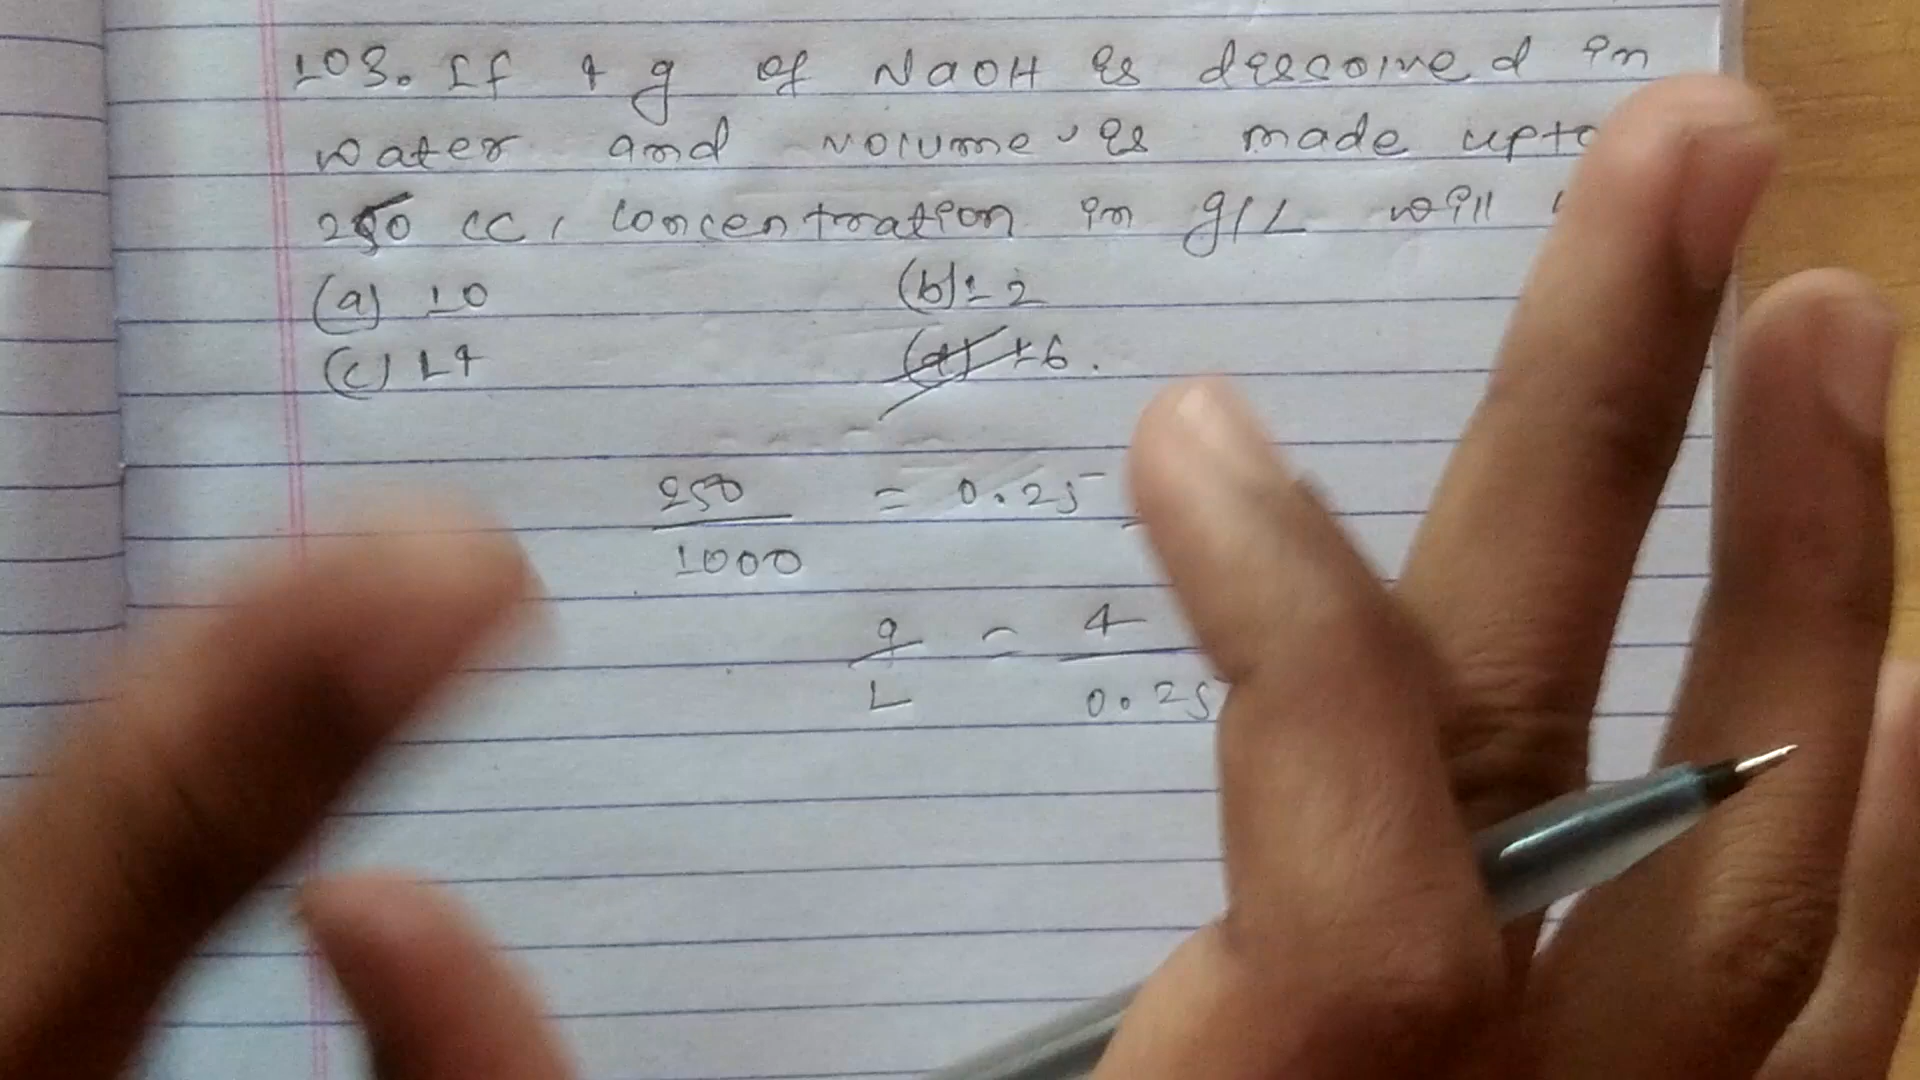 103. If 4 g of NaOH is dissolved in
water and volume is made upto
250 cc, concentration in g/L will
(a) 10 (b) 12
(c) 14 (d) 16.
250 = 0.25
1000
g = 4
L 0.25